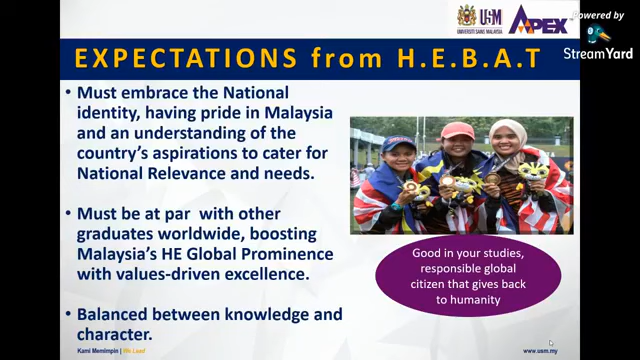 USM
UNIVERSITI SAINS MALAYSIA
APEX
Powered by
StreamYard
EXPECTATIONS from H.E.B.A.T
• Must embrace the National
identity, having pride in Malaysia
and an understanding of the
country's aspirations to cater for
National Relevance and needs.
• Must be at par with other
graduates worldwide, boosting
Malaysia's HE Global Prominence
with values-driven excellence.
• Balanced between knowledge and
character.
Good in your studies,
responsible global
citizen that gives back
to humanity
Kami Memimpin | We Lead
www.usm.my